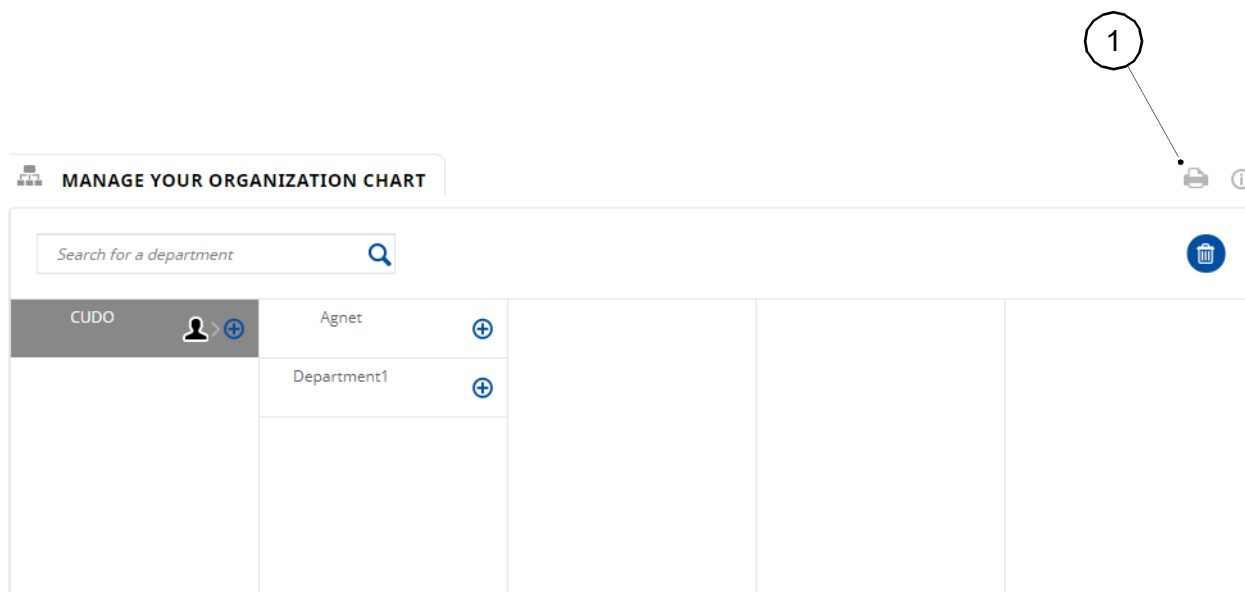 1
MANAGE YOUR ORGANIZATION CHART
Search for a department
CUDO
Agnet
Department1